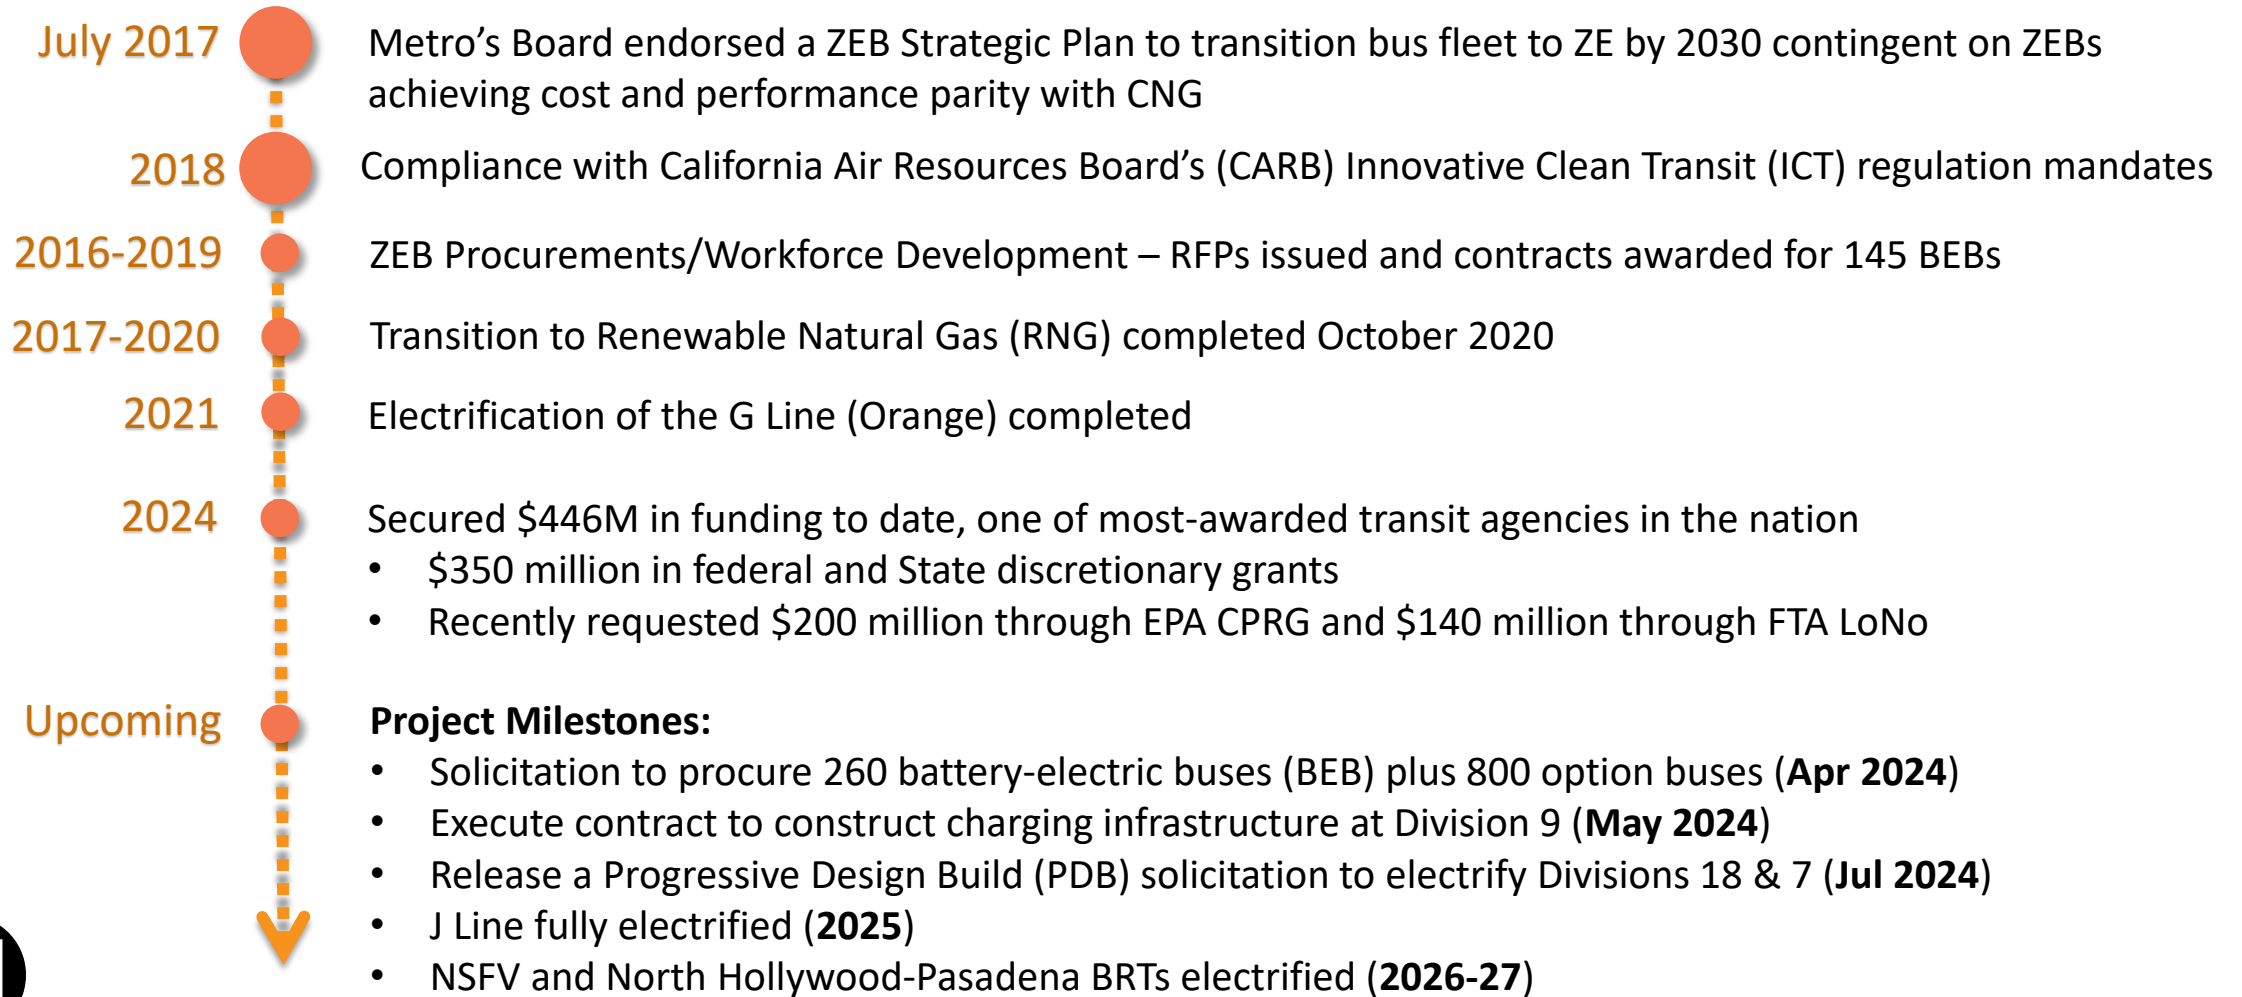 July 2017
Metro’s Board endorsed a ZEB Strategic Plan to transition bus fleet to ZE by 2030 contingent on ZEBs
achieving cost and performance parity with CNG
2018
Compliance with California Air Resources Board’s (CARB) Innovative Clean Transit (ICT) regulation mandates
2016-2019
ZEB Procurements/Workforce Development – RFPs issued and contracts awarded for 145 BEBs
2017-2020
Transition to Renewable Natural Gas (RNG) completed October 2020
2021
Electrification of the G Line (Orange) completed
2024
Secured $446M in funding to date, one of most-awarded transit agencies in the nation
• $350 million in federal and State discretionary grants
• Recently requested $200 million through EPA CPRG and $140 million through FTA LoNo
Upcoming
Project Milestones:
• Solicitation to procure 260 battery-electric buses (BEB) plus 800 option buses (Apr 2024)
• Execute contract to construct charging infrastructure at Division 9 (May 2024)
• Release a Progressive Design Build (PDB) solicitation to electrify Divisions 18 & 7 (Jul 2024)
• J Line fully electrified (2025)
• NSFV and North Hollywood-Pasadena BRTs electrified (2026-27)